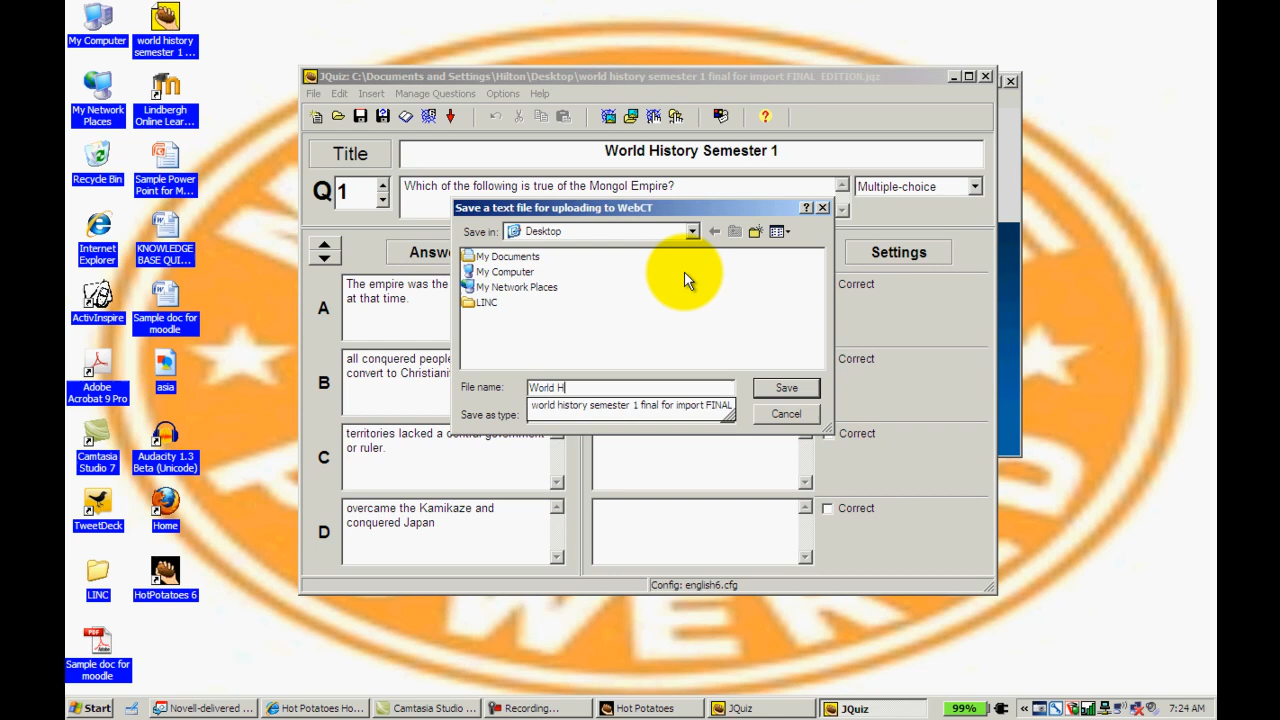 My Computer
world history
semester 1 ...
My Network
Places
Lindbergh
Online Lear...
Recycle Bin
Sample Power
Point for M...
Internet
Explorer
KNOWLEDGE
BASE QUI...
ActivInspire
Sample doc for
moodle
Adobe
Acrobat 9 Pro
asia
Camtasia
Studio 7
Audacity 1.3
Beta (Unicode)
TweetDeck
Home
LINC
HotPotatoes 6
PDF
Sample doc for
moodle
JQuiz: C:\Documents and Settings\Hilton\Desktop\world history semester 1 final for import FINAL EDITION.jqz
File Edit Insert Manage Questions Options Help
Title
World History Semester 1
Q 1
Which of the following is true of the Mongol Empire?
Multiple-choice
Answ
Settings
A
The empire was the
at that time.
Correct
B
all conquered people
convert to Christianit
Correct
C
territories lacked a central government
or ruler.
Correct
D
overcame the Kamikaze and
conquered Japan
Correct
Config: english6.cfg
Save a text file for uploading to WebCT
Save in: Desktop
My Documents
My Computer
My Network Places
LINC
File name: World H
Save
world history semester 1 final for import FINAL
Save as type:
Cancel
Start
Novell-delivered ...
Hot Potatoes Ho...
Camtasia Studio ...
Recording...
Hot Potatoes
JQuiz
JQuiz
99%
7:24 AM